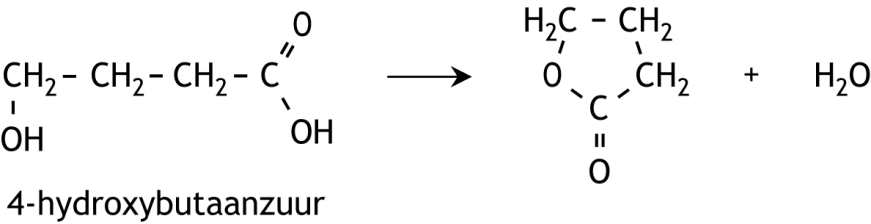 O H₂C – CH₂
CH₂ – CH₂ – CH₂ – C → O CH₂ + H₂O
OH OH C
O
4-hydroxybutaanzuur